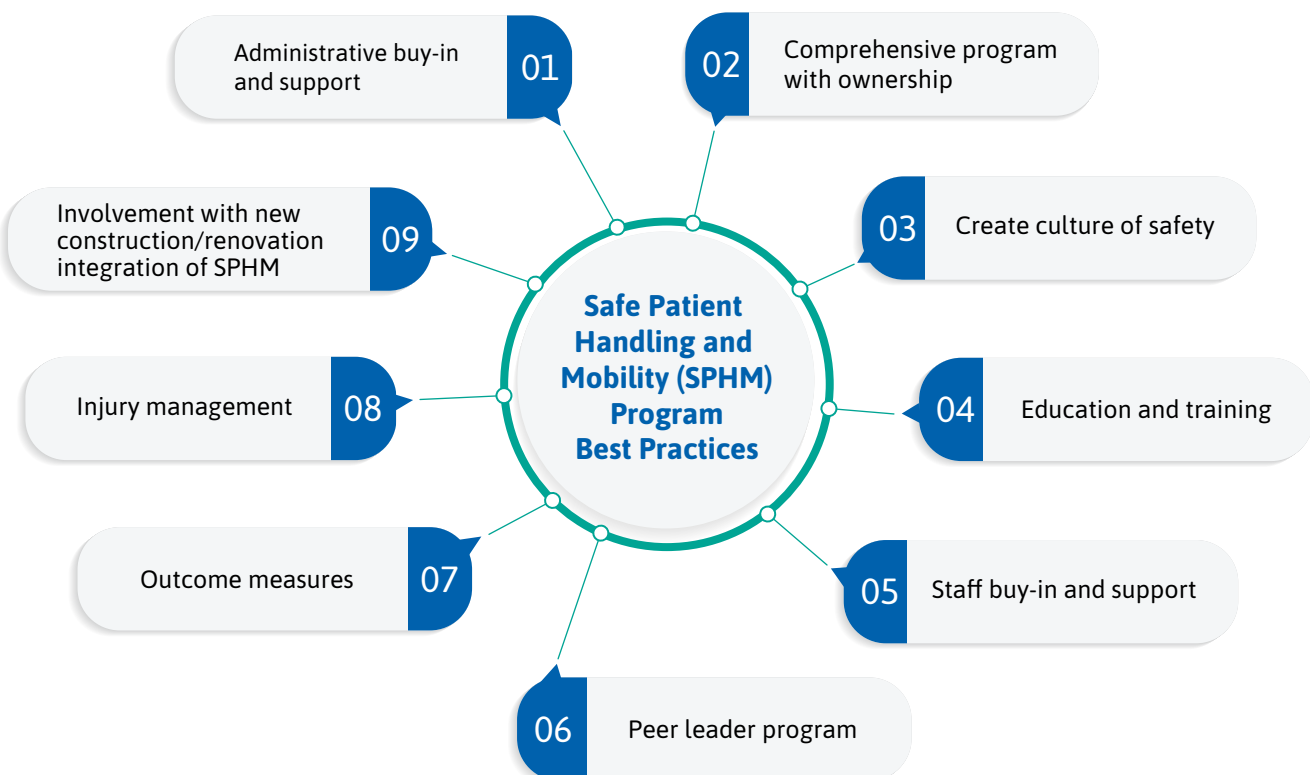 Administrative buy-in
and support
01
02
Comprehensive program
with ownership
03
Create culture of safety
04
Education and training
05
Staff buy-in and support
06
Peer leader program
Outcome measures
07
Injury management
08
Involvement with new
construction/renovation
integration of SPHM
09
Safe Patient
Handling and
Mobility (SPHM)
Program
Best Practices